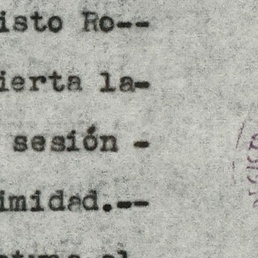 isto Ro--
ierta la-
sesión -
imidad.--